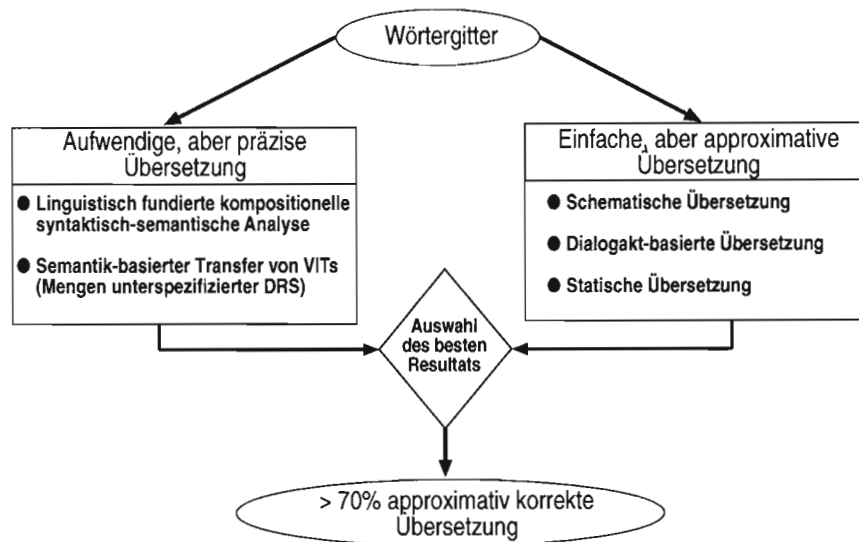 Wörtergitter
Aufwendige, aber präzise
Übersetzung
● Linguistisch fundierte kompositionelle
syntaktisch-semantische Analyse
● Semantik-basierter Transfer von VITs
(Mengen unterspezifizierter DRS)
Einfache, aber approximative
Übersetzung
● Schematische Übersetzung
● Dialogakt-basierte Übersetzung
● Statische Übersetzung
Auswahl
des besten
Resultats
> 70% approximativ korrekte
Übersetzung